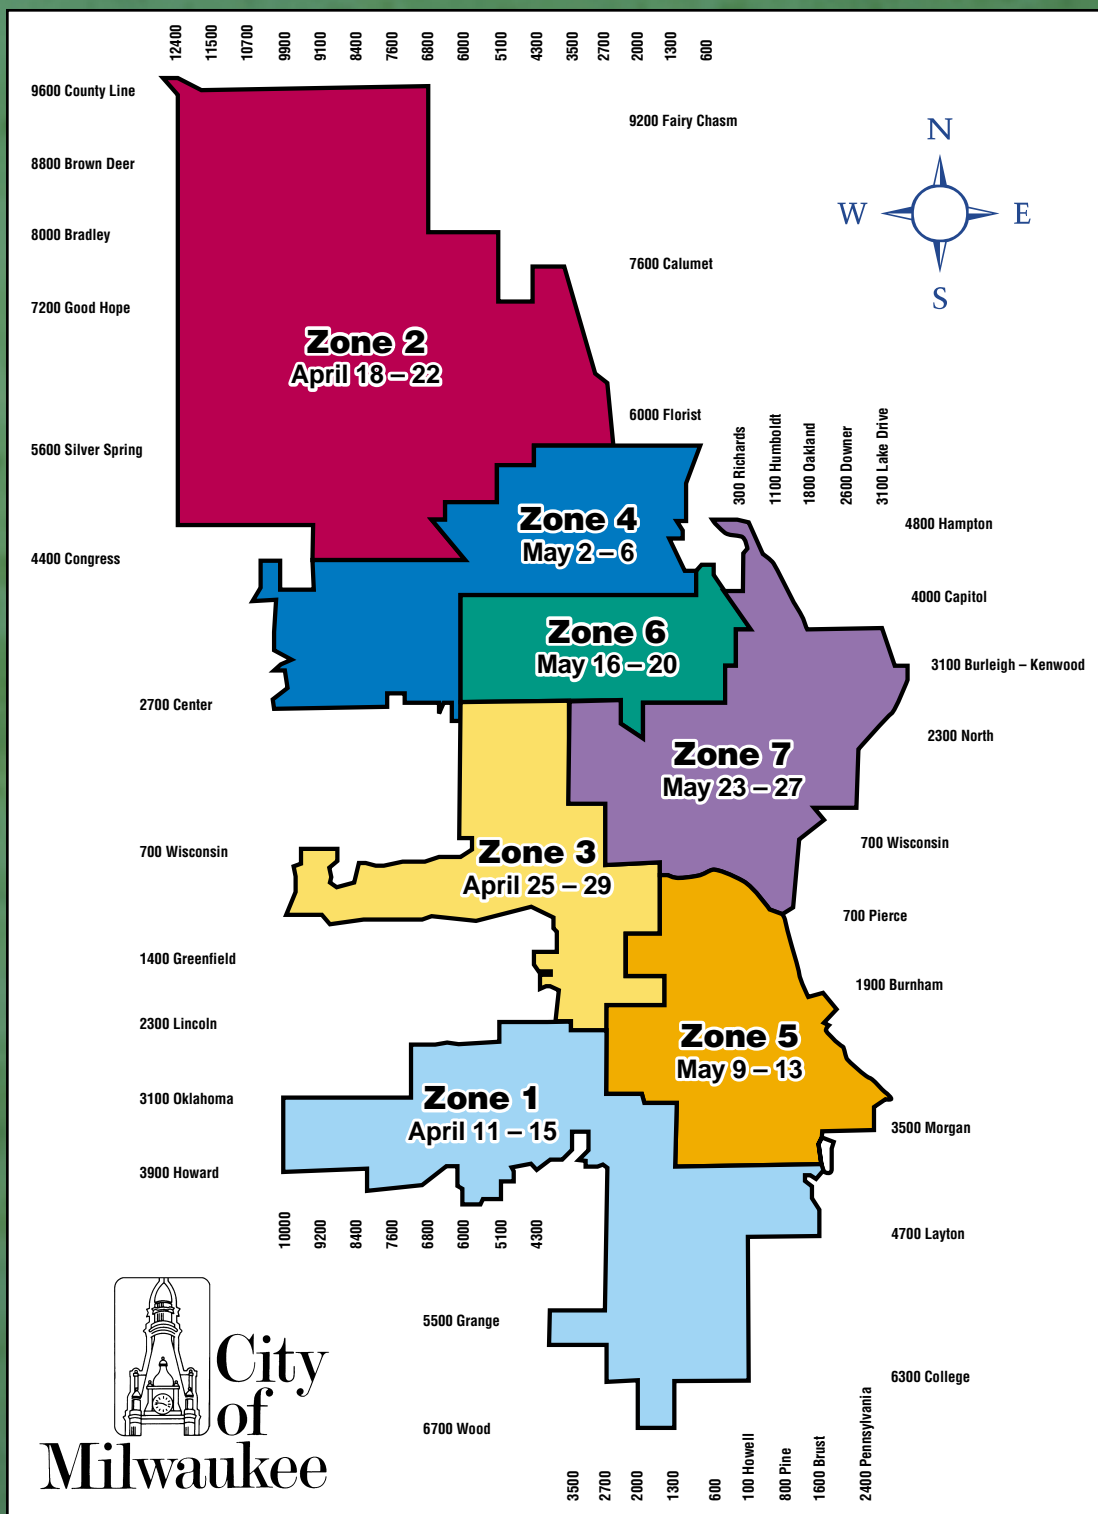 12400
11500
10700
9900
9100
8400
7600
6800
6000
5100
4300
3500
2700
2000
1300
600
9600 County Line
9200 Fairy Chasm
N
W
E
S
8800 Brown Deer
8000 Bradley
7600 Calumet
7200 Good Hope
Zone 2
April 18 – 22
6000 Florist
5600 Silver Spring
300 Richards
1100 Humboldt
1800 Oakland
2600 Downer
3100 Lake Drive
Zone 4
May 2 – 6
4800 Hampton
4400 Congress
4000 Capitol
Zone 6
May 16 – 20
3100 Burleigh – Kenwood
2700 Center
2300 North
Zone 7
May 23 – 27
700 Wisconsin
700 Wisconsin
Zone 3
April 25 – 29
700 Pierce
1400 Greenfield
1900 Burnham
2300 Lincoln
Zone 5
May 9 – 13
3100 Oklahoma
Zone 1
April 11 – 15
3500 Morgan
3900 Howard
10000
9200
8400
7600
6800
6000
5100
4300
4700 Layton
5500 Grange
6300 College
6700 Wood
City
of
Milwaukee
3500
2700
2000
1300
600
100 Howell
800 Pine
1600 Brust
2400 Pennsylvania